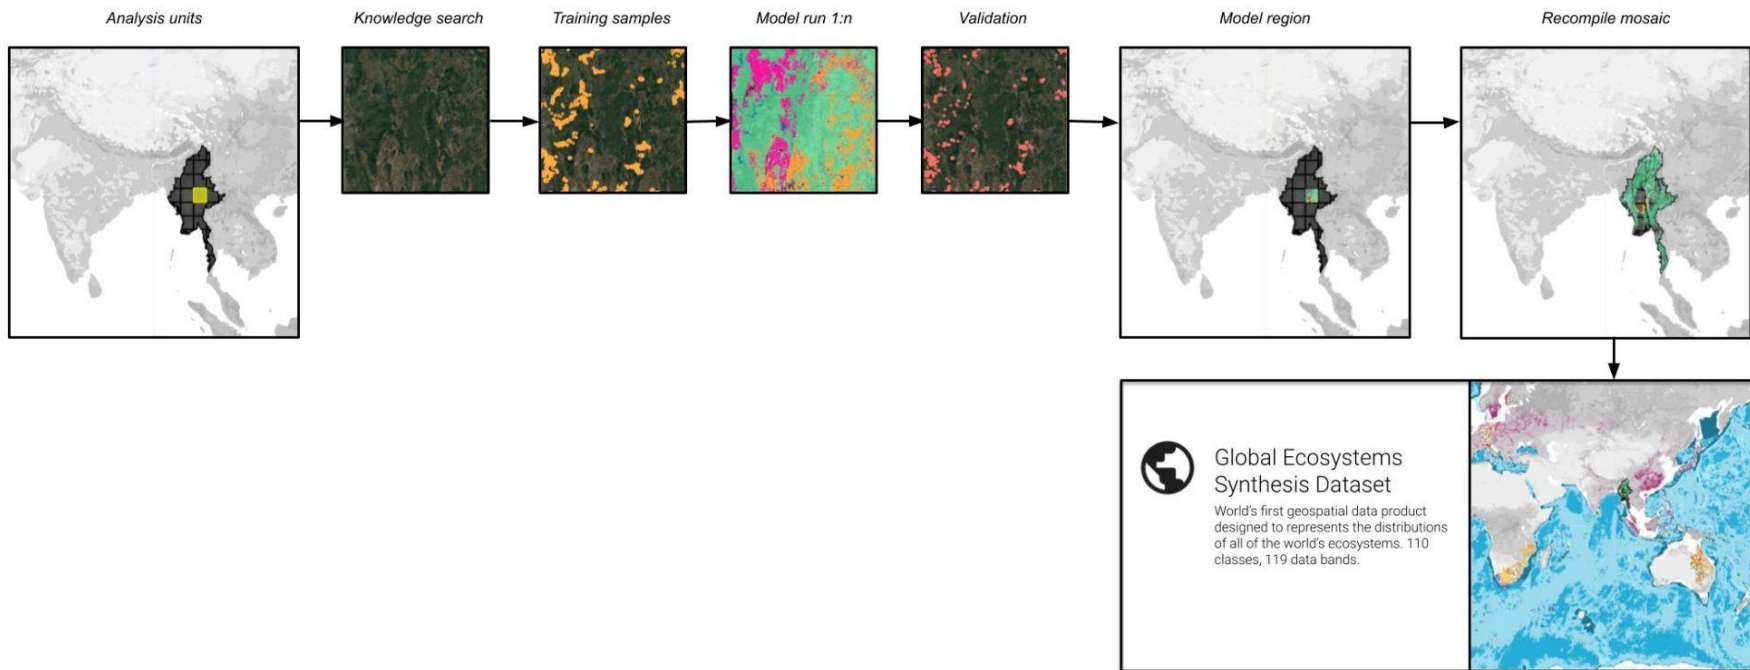 Analysis units
Knowledge search
Training samples
Model run 1:n
Validation
Model region
Recompile mosaic
Global Ecosystems
Synthesis Dataset
World's first geospatial data product
designed to represents the distributions
of all of the world's ecosystems. 110
classes, 119 data bands.